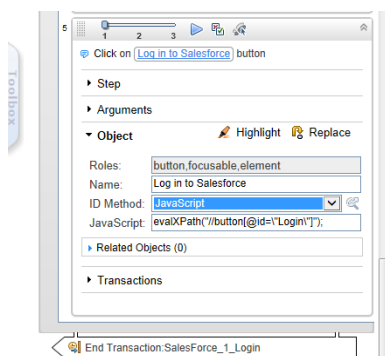 5
1 2 3
Click on Log in to Salesforce button
Toolbox
Step
Arguments
Object Highlight Replace
Roles: button,focusable,element
Name: Log in to Salesforce
ID Method: JavaScript
JavaScript: evalXPath("//button[@id=\"Login\"]");
Related Objects (0)
Transactions
End Transaction:SalesForce_1_Login